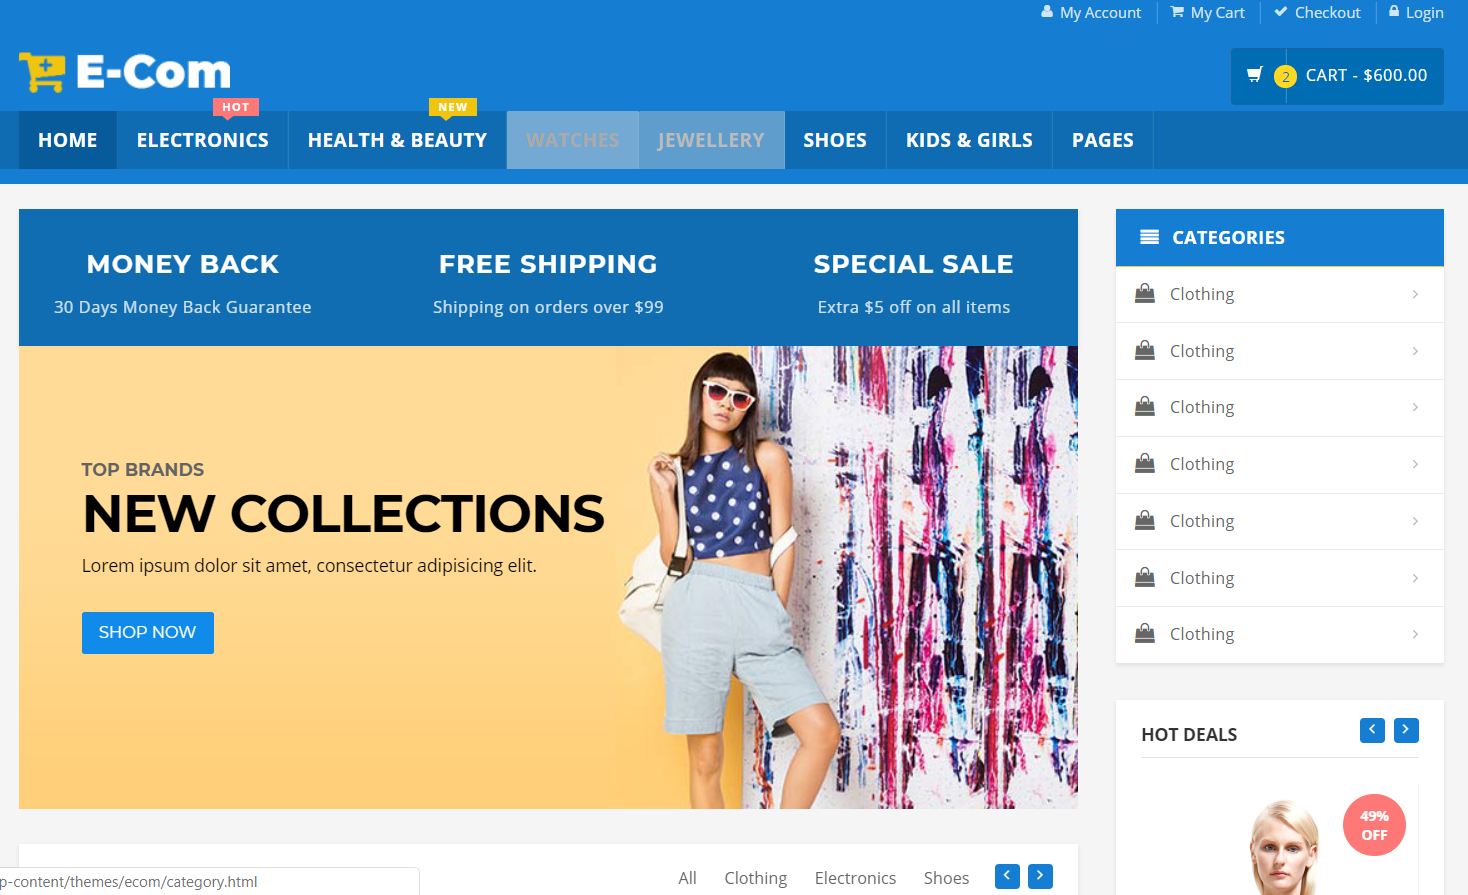 My Account
My Cart
Checkout
Login
E-Com
2
CART - $600.00
HOT
NEW
HOME
ELECTRONICS
HEALTH & BEAUTY
WATCHES
JEWELLERY
SHOES
KIDS & GIRLS
PAGES
MONEY BACK
30 Days Money Back Guarantee
FREE SHIPPING
Shipping on orders over $99
SPECIAL SALE
Extra $5 off on all items
TOP BRANDS
NEW COLLECTIONS
Lorem ipsum dolor sit amet, consectetur adipisicing elit.
SHOP NOW
CATEGORIES
Clothing
Clothing
Clothing
Clothing
Clothing
Clothing
Clothing
HOT DEALS
49%
OFF
All
Clothing
Electronics
Shoes
p-content/themes/ecom/category.html